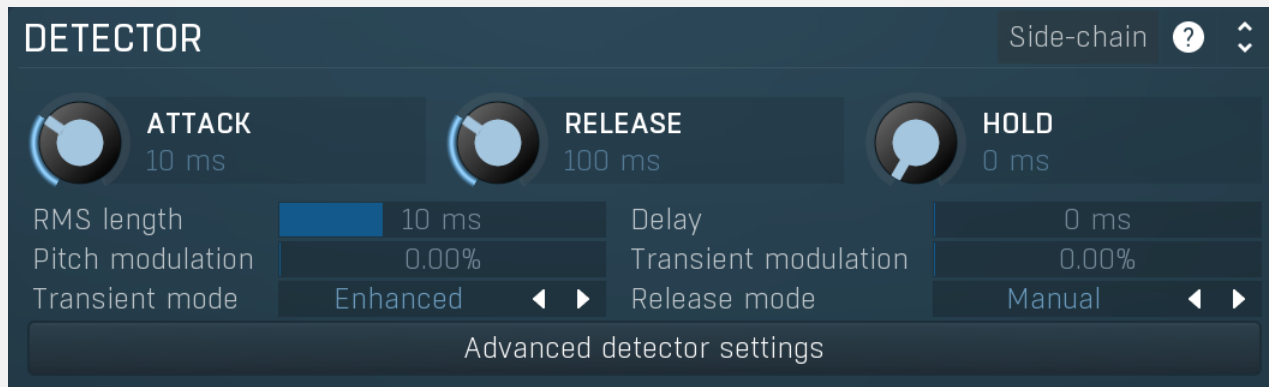 DETECTOR Side-chain ?
ATTACK RELEASE HOLD
10 ms 100 ms 0 ms
RMS length 10 ms Delay 0 ms
Pitch modulation 0.00% Transient modulation 0.00%
Transient mode Enhanced Release mode Manual
Advanced detector settings